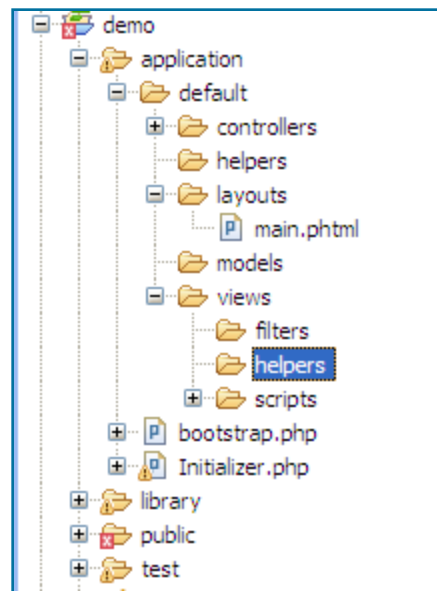 demo
application
default
controllers
helpers
layouts
main.phtml
models
views
filters
helpers
scripts
bootstrap.php
Initializer.php
library
public
test